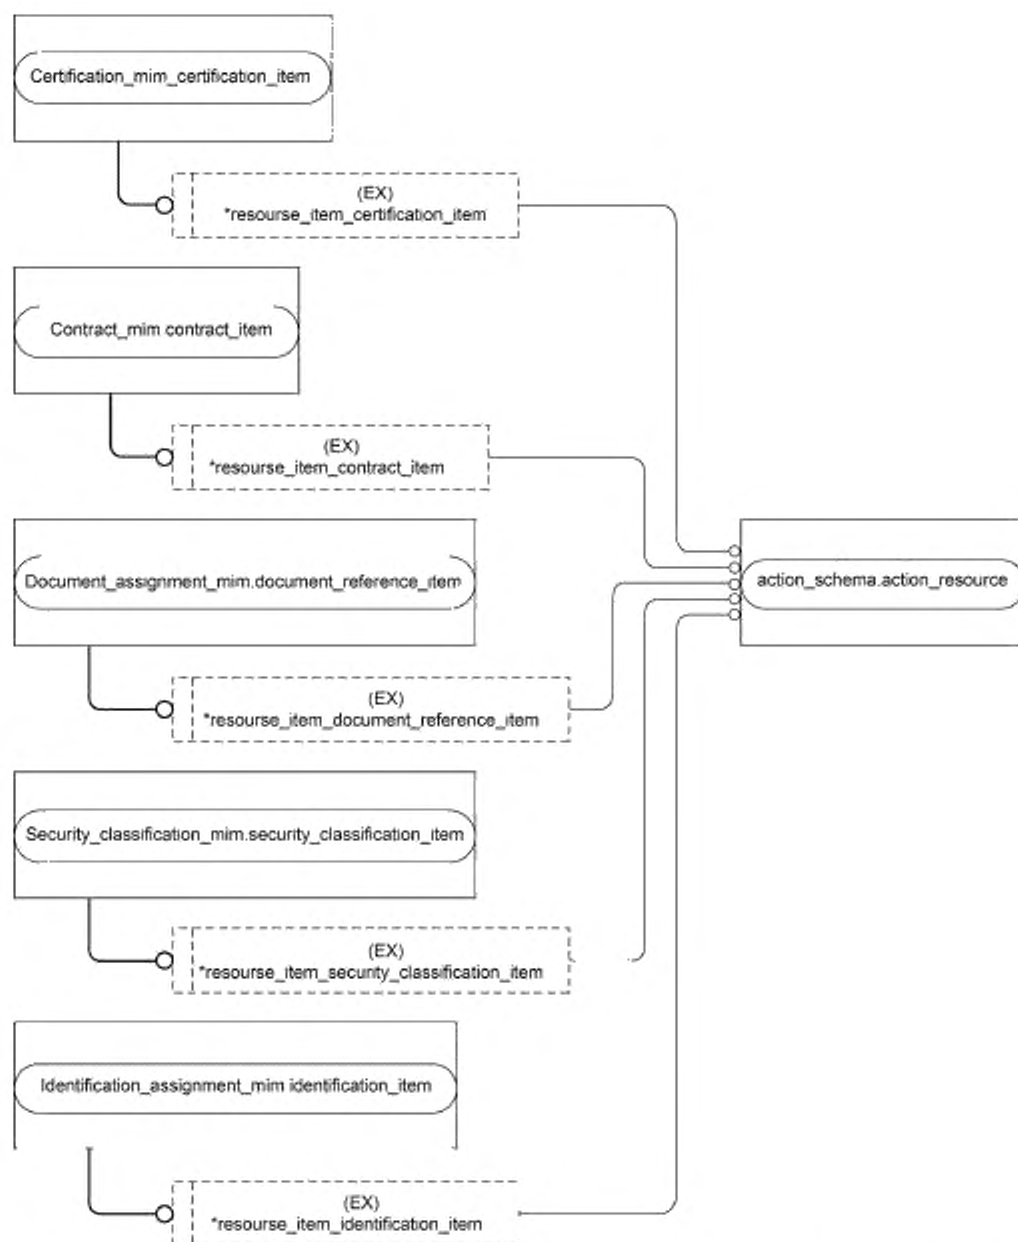 Certification_mim_certification_item
(EX)
*resourse_item_certification_item
Contract_mim contract_item
(EX)
*resourse_item_contract_item
Document_assignment_mim.document_reference_item
action_schema.action_resource
(EX)
*resourse_item_document_reference_item
Security_classification_mim.security_classification_item
(EX)
*resourse_item_security_classification_item
Identification_assignment_mim identification_item
(EX)
*resourse_item_identification_item